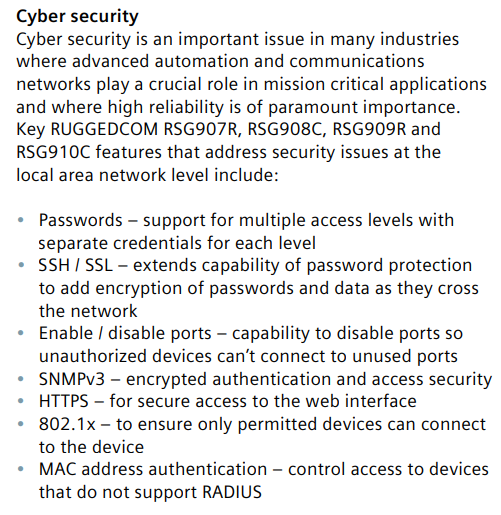 Cyber security
Cyber security is an important issue in many industries
where advanced automation and communications
networks play a crucial role in mission critical applications
and where high reliability is of paramount importance.
Key RUGGEDCOM RSG907R, RSG908C, RSG909R and
RSG910C features that address security issues at the
local area network level include:
• Passwords – support for multiple access levels with
separate credentials for each level
• SSH / SSL – extends capability of password protection
to add encryption of passwords and data as they cross
the network
• Enable / disable ports – capability to disable ports so
unauthorized devices can’t connect to unused ports
• SNMPv3 – encrypted authentication and access security
• HTTPS – for secure access to the web interface
• 802.1x – to ensure only permitted devices can connect
to the device
• MAC address authentication – control access to devices
that do not support RADIUS